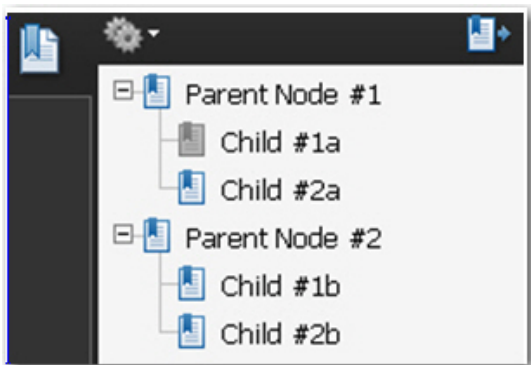 Parent Node #1
Child #1a
Child #2a
Parent Node #2
Child #1b
Child #2b